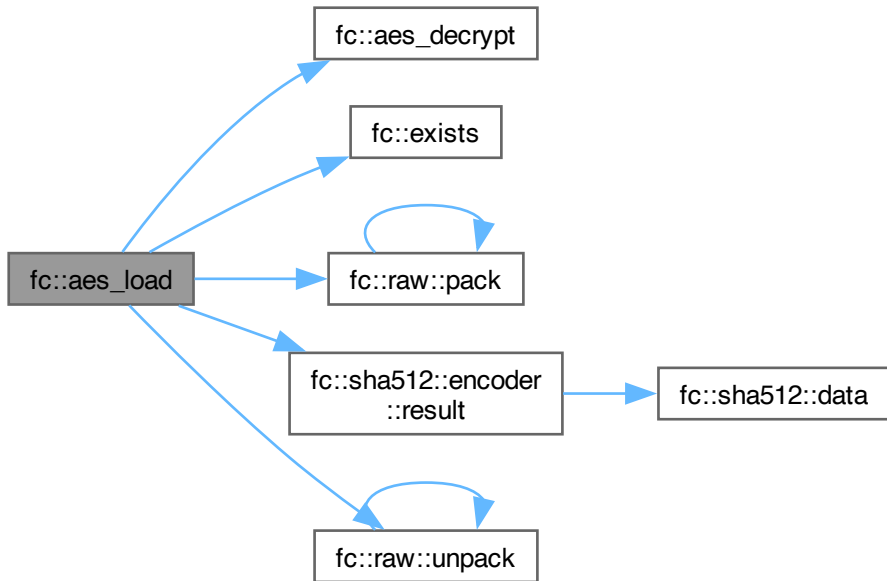 fc::aes_decrypt
fc::exists
fc::aes_load
fc::raw::pack
fc::sha512::encoder
::result
fc::sha512::data
fc::raw::unpack